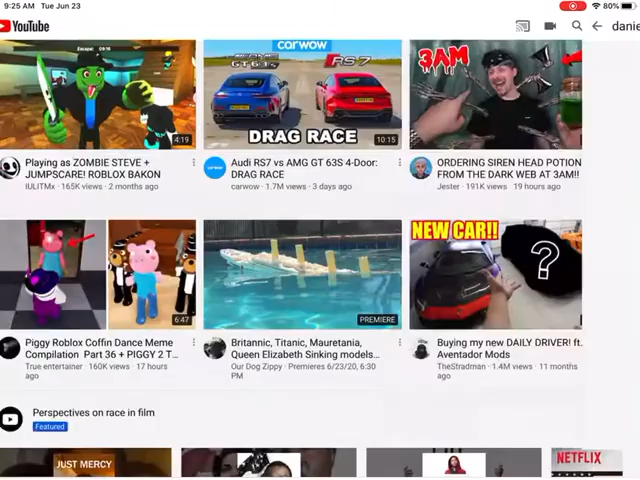 9:25 AM Tue Jun 23
80%
YouTube
danie
Escape: 09:16
4:19
carwow
GT 63s
RS 7
DRAG RACE
10:15
3AM
Playing as ZOMBIE STEVE +
JUMPSCARE! ROBLOX BAKON
IULITMx · 165K views · 2 months ago
Audi RS7 vs AMG GT 63S 4-Door:
DRAG RACE
carwow · 1.7M views · 3 days ago
ORDERING SIREN HEAD POTION
FROM THE DARK WEB AT 3AM!!
Jester · 191K views · 19 hours ago
6:47
PREMIERE
NEW CAR!!
?
Piggy Roblox Coffin Dance Meme
Compilation Part 36 + PIGGY 2 T...
True entertainer · 160K views · 17 hours
ago
Britannic, Titanic, Mauretania,
Queen Elizabeth Sinking models...
Our Dog Zippy · Premieres 6/23/20, 6:30
PM
Buying my new DAILY DRIVER! ft.
Aventador Mods
TheStradman · 1.4M views · 11 months
ago
Perspectives on race in film
Featured
JUST MERCY
NETFLIX